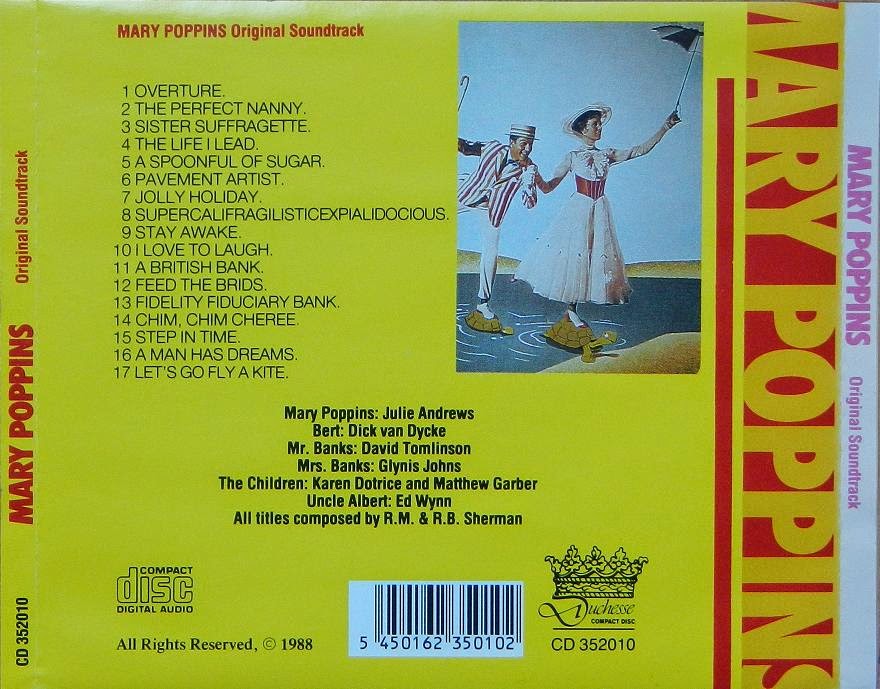 MARY POPPINS Original Soundtrack
1 OVERTURE.
2 THE PERFECT NANNY.
3 SISTER SUFFRAGETTE.
4 THE LIFE I LEAD.
5 A SPOONFUL OF SUGAR.
6 PAVEMENT ARTIST.
7 JOLLY HOLIDAY.
8 SUPERCALIFRAGILISTICEXPIALIDOCIOUS.
9 STAY AWAKE.
10 I LOVE TO LAUGH.
11 A BRITISH BANK.
12 FEED THE BRIDS.
13 FIDELITY FIDUCIARY BANK.
14 CHIM, CHIM CHEREE.
15 STEP IN TIME.
16 A MAN HAS DREAMS.
17 LET'S GO FLY A KITE.
Mary Poppins: Julie Andrews
Bert: Dick van Dycke
Mr. Banks: David Tomlinson
Mrs. Banks: Glynis Johns
The Children: Karen Dotrice and Matthew Garber
Uncle Albert: Ed Wynn
All titles composed by R.M. & R.B. Sherman
COMPACT
disc
DIGITAL AUDIO
All Rights Reserved, © 1988
5 450162 350102
Duchesse
COMPACT DISC
CD 352010
CD 352010 MARY POPPINS Original Soundtrack
MARY POPPINS
MARY POPPINS Original Soundtrack